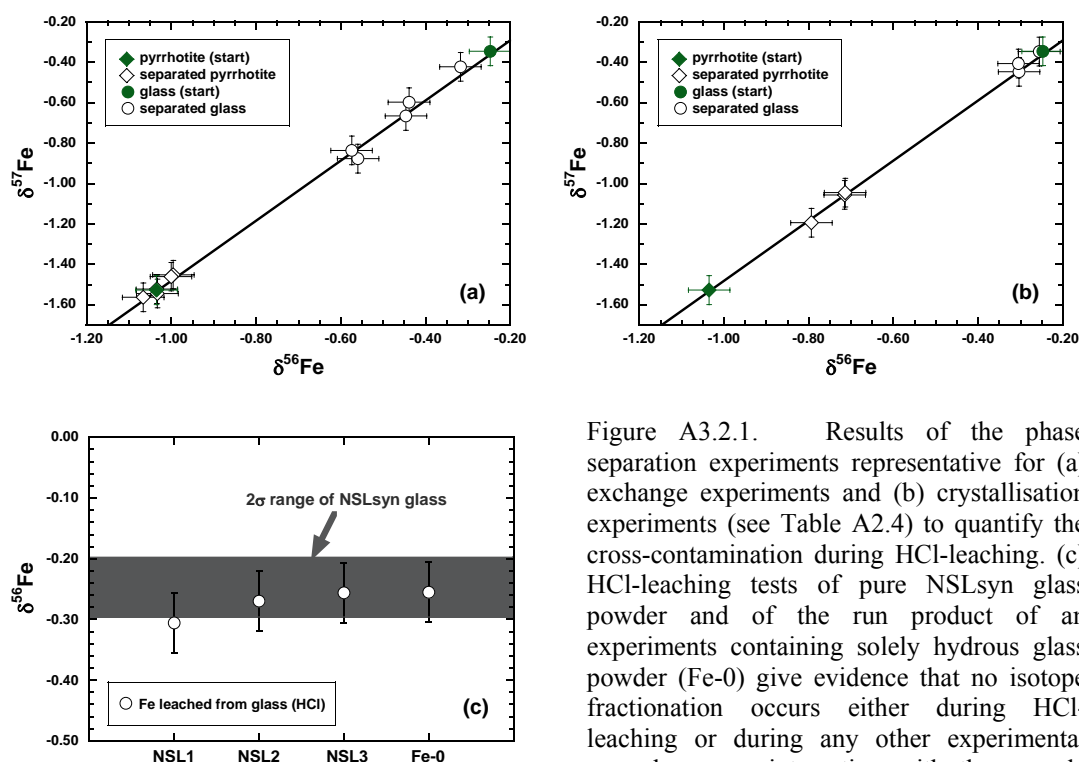 pyrrhotite (start)
separated pyrrhotite
glass (start)
separated glass
δ57Fe
-0.40
-0.60
-0.80
-1.00
-1.20
-1.40
-1.60
(a)
-1.20 -1.00 -0.80 -0.60 -0.40 -0.20
δ56Fe
pyrrhotite (start)
separated pyrrhotite
glass (start)
separated glass
δ57Fe
-0.40
-0.60
-0.80
-1.00
-1.20
-1.40
-1.60
(b)
-1.20 -1.00 -0.80 -0.60 -0.40 -0.20
δ56Fe
0.00
-0.10
-0.20
-0.30
-0.40
-0.50
δ56Fe
2σ range of NSLsyn glass
Fe leached from glass (HCl)
(c)
NSL1 NSL2 NSL3 Fe-0
Figure A3.2.1. Results of the phase
separation experiments representative for (a)
exchange experiments and (b) crystallisation
experiments (see Table A2.4) to quantify the
cross-contamination during HCl-leaching. (c)
HCl-leaching tests of pure NSLsyn glass
powder and of the run product of an
experiments containing solely hydrous glass
powder (Fe-0) give evidence that no isotope
fractionation occurs either during HCl-
leaching or during any other experimental